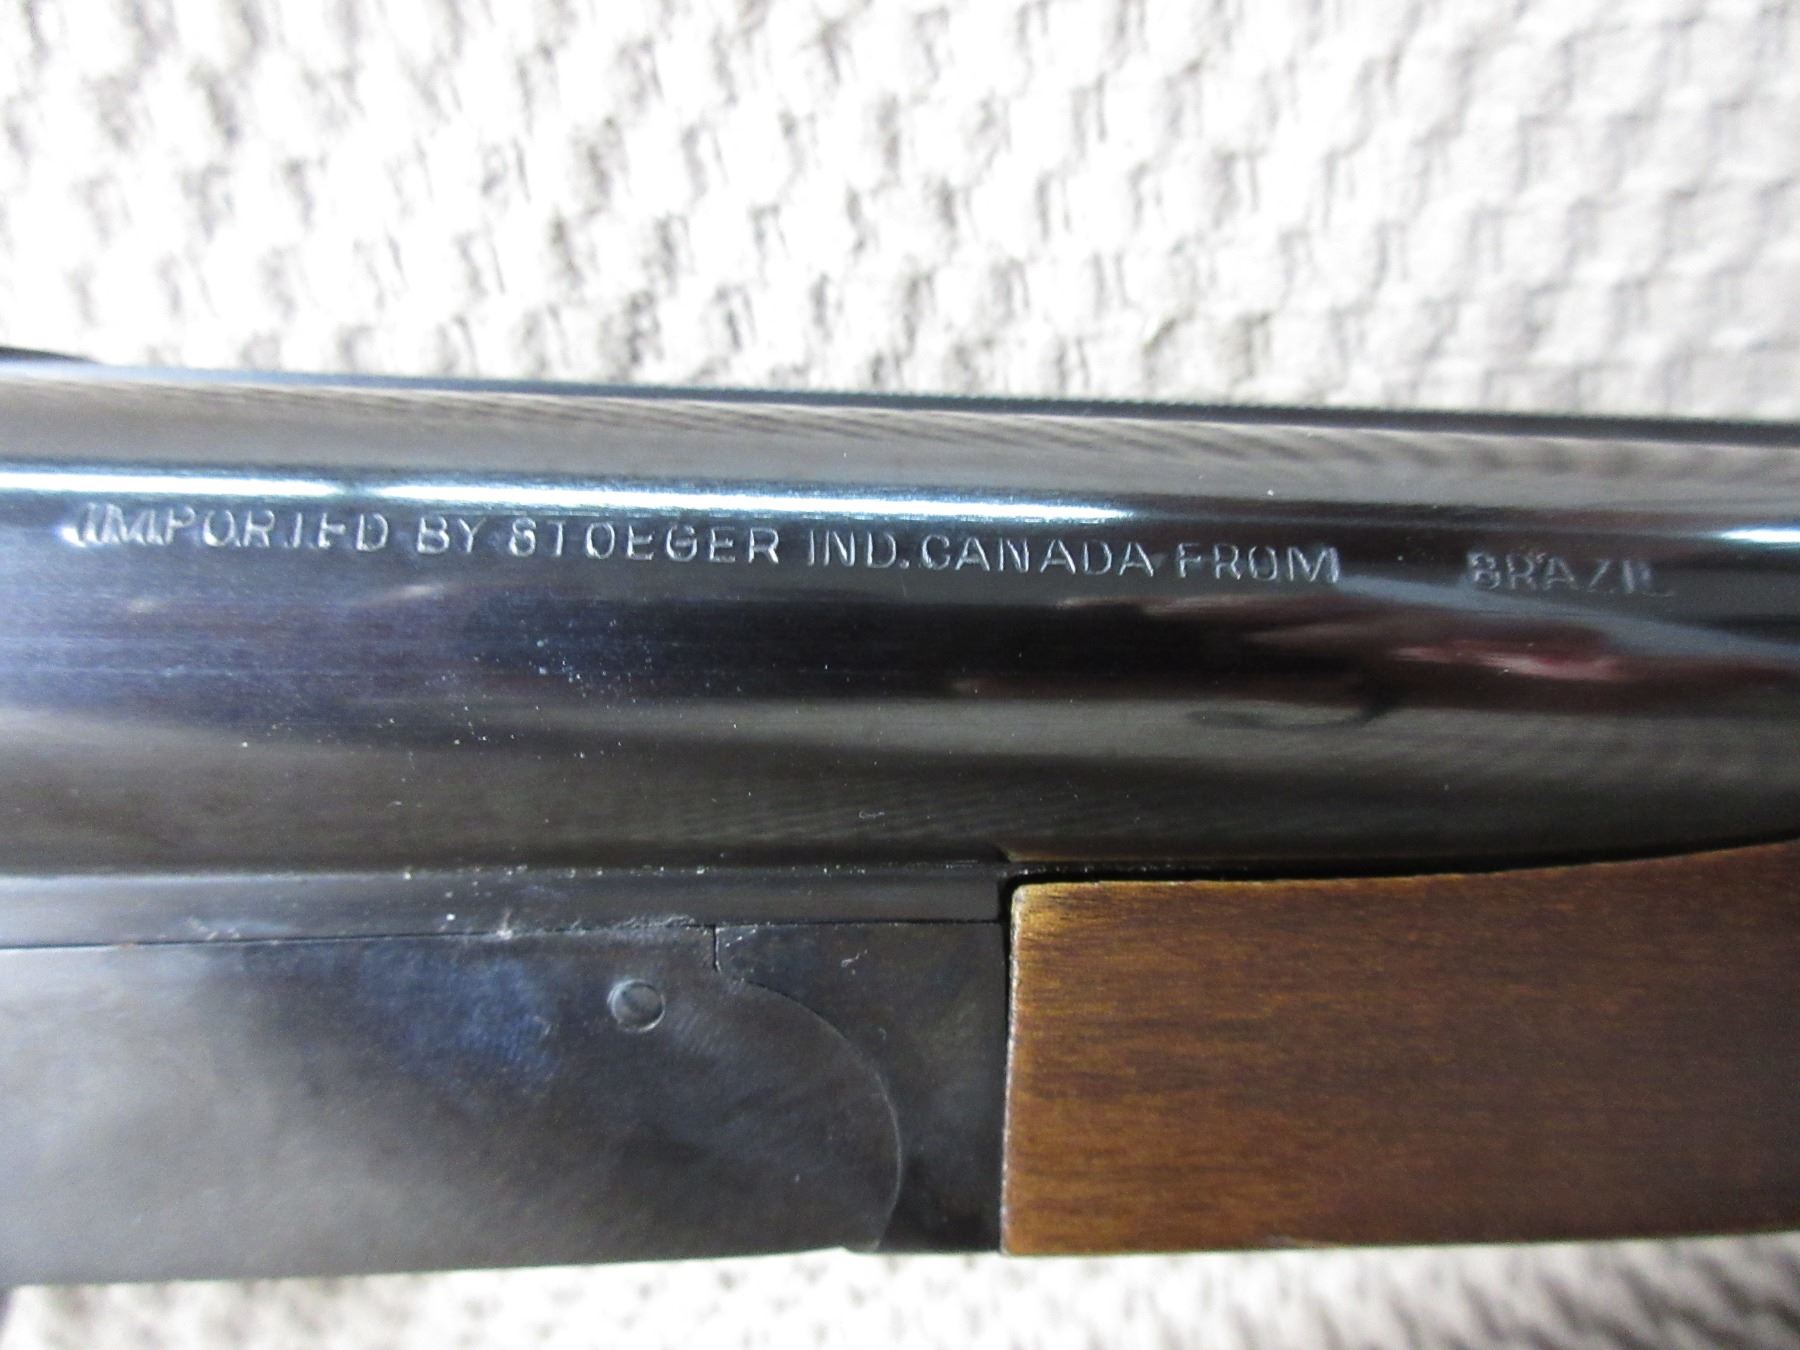 IMPORTED BY STOEGER IND. CANADA FROM BRAZIL